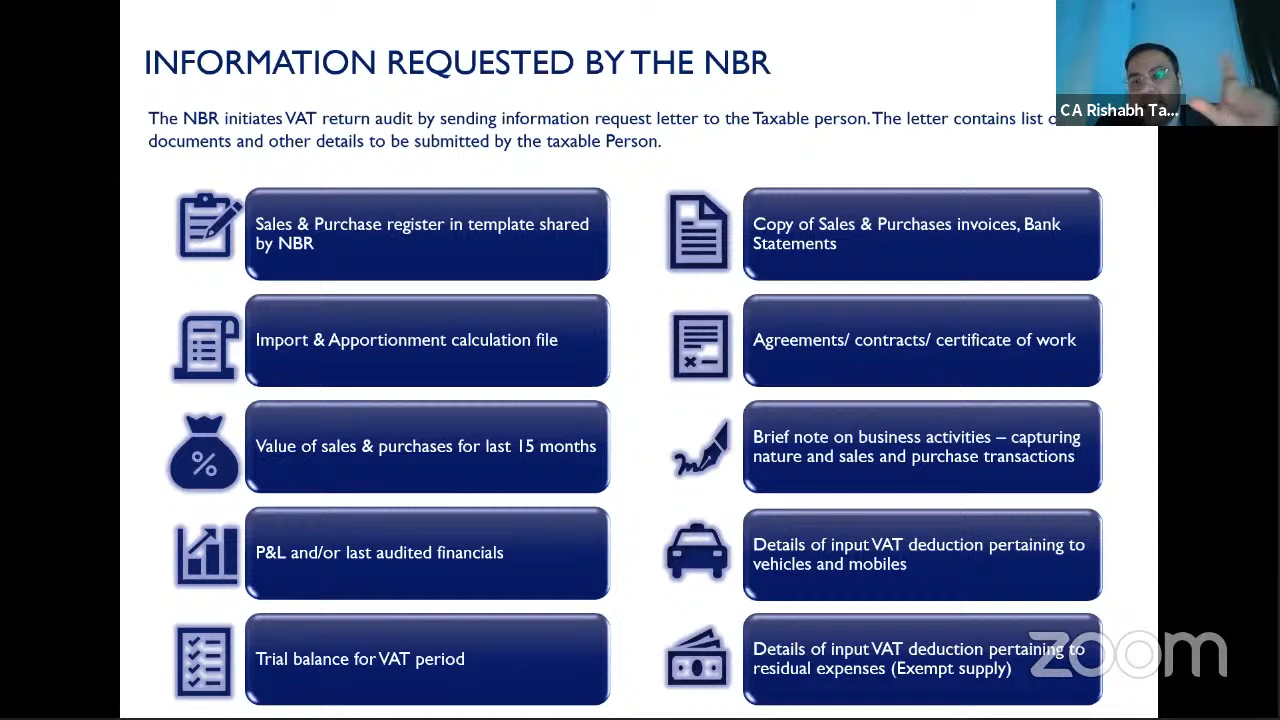 INFORMATION REQUESTED BY THE NBR
CA Rishabh Ta...
The NBR initiates VAT return audit by sending information request letter to the Taxable person. The letter contains list
documents and other details to be submitted by the taxable Person.
Sales & Purchase register in template shared
by NBR
Copy of Sales & Purchases invoices, Bank
Statements
Import & Apportionment calculation file
Agreements/ contracts/ certificate of work
Value of sales & purchases for last 15 months
Brief note on business activities – capturing
nature and sales and purchase transactions
P&L and/or last audited financials
Details of input VAT deduction pertaining to
vehicles and mobiles
Trial balance for VAT period
Details of input VAT deduction pertaining to
residual expenses (Exempt supply)
zoom